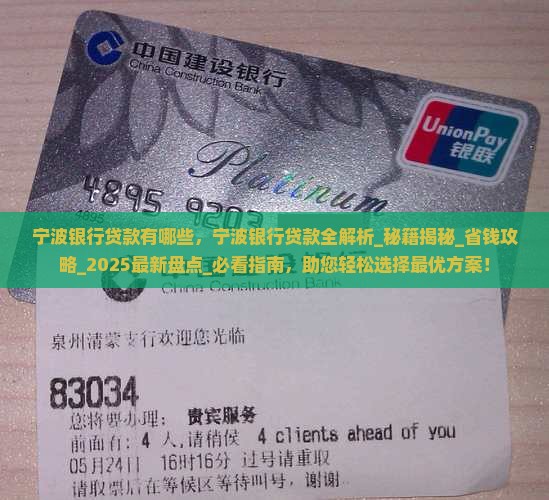 中国建设银行
China Construction Bank
UnionPay
银联
Platinum
4895 9203
宁波银行贷款有哪些，宁波银行贷款全解析_秘籍揭秘_省钱攻
略_2025最新盘点_必看指南，助您轻松选择最优方案！
泉州清蒙支行欢迎您光临
83034
您将要办理： 贵宾服务
前面有: 4 人,请稍侯 4 clients ahead of you
05月24日 16时16分 过号请重取
请取票后在等候区等待叫号，谢谢